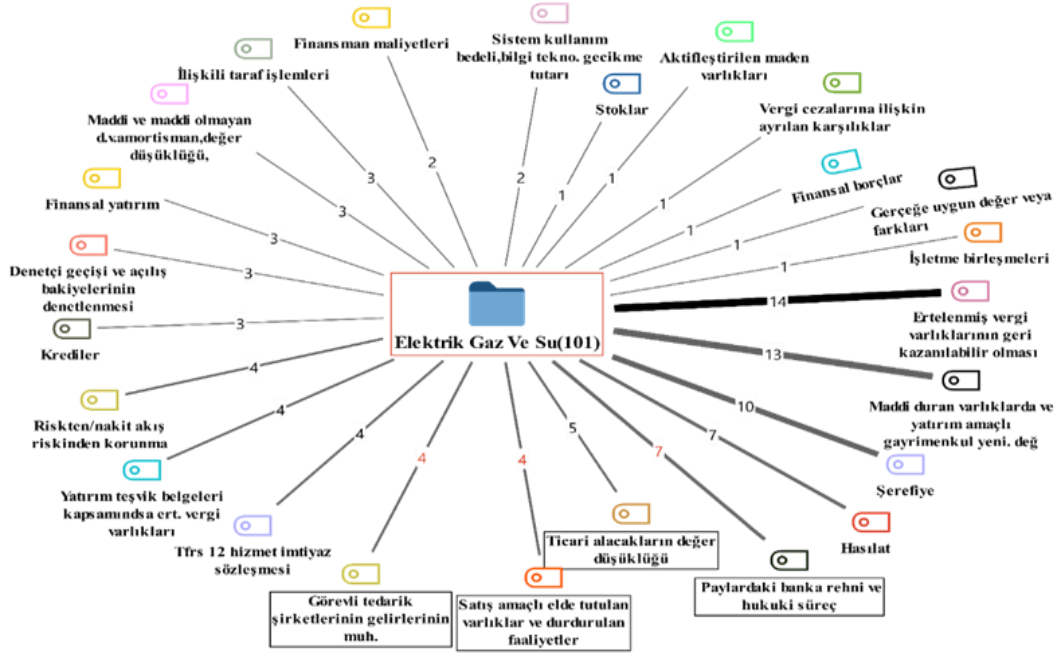 Finansman maliyetleri
2
Sistem kullanım
bedeli,bilgi tekno. gecikme
tutarı
2
Stoklar
1
Aktifleştirilen maden
varlıkları
1
Vergi cezalarına ilişkin
ayrılan karşılıklar
1
Finansal borçlar
1
Gerçeğe uygun değer veya
farkları
1
İşletme birleşmeleri
1
Ertelenmiş vergi
varlıklarının geri
kazanılabilir olması
14
Maddi duran varlıklarda ve
yatırım amaçlı
gayrimenkul yeni. değ
13
Şerefiye
10
Hasılat
7
Paylardaki banka rehni ve
hukuki süreç
7
Ticari alacakların değer
düşüklüğü
5
Satış amaçlı elde tutulan
varlıklar ve durdurulan
faaliyetler
4
Görevli tedarik
şirketlerinin gelirlerinin
muh.
4
Tfrs 12 hizmet imtiyaz
sözleşmesi
4
Yatırım teşvik belgeleri
kapsamındsa ert. vergi
varlıkları
4
Riskten/nakit akış
riskinden korunma
4
Krediler
3
Denetçi geçişi ve açılış
bakiyelerinin
denetlenmesi
3
Finansal yatırım
3
Maddi ve maddi olmayan
d.v.amortisman,değer
düşüklüğü,
3
İlişkili taraf işlemleri
3
Elektrik Gaz Ve Su(101)